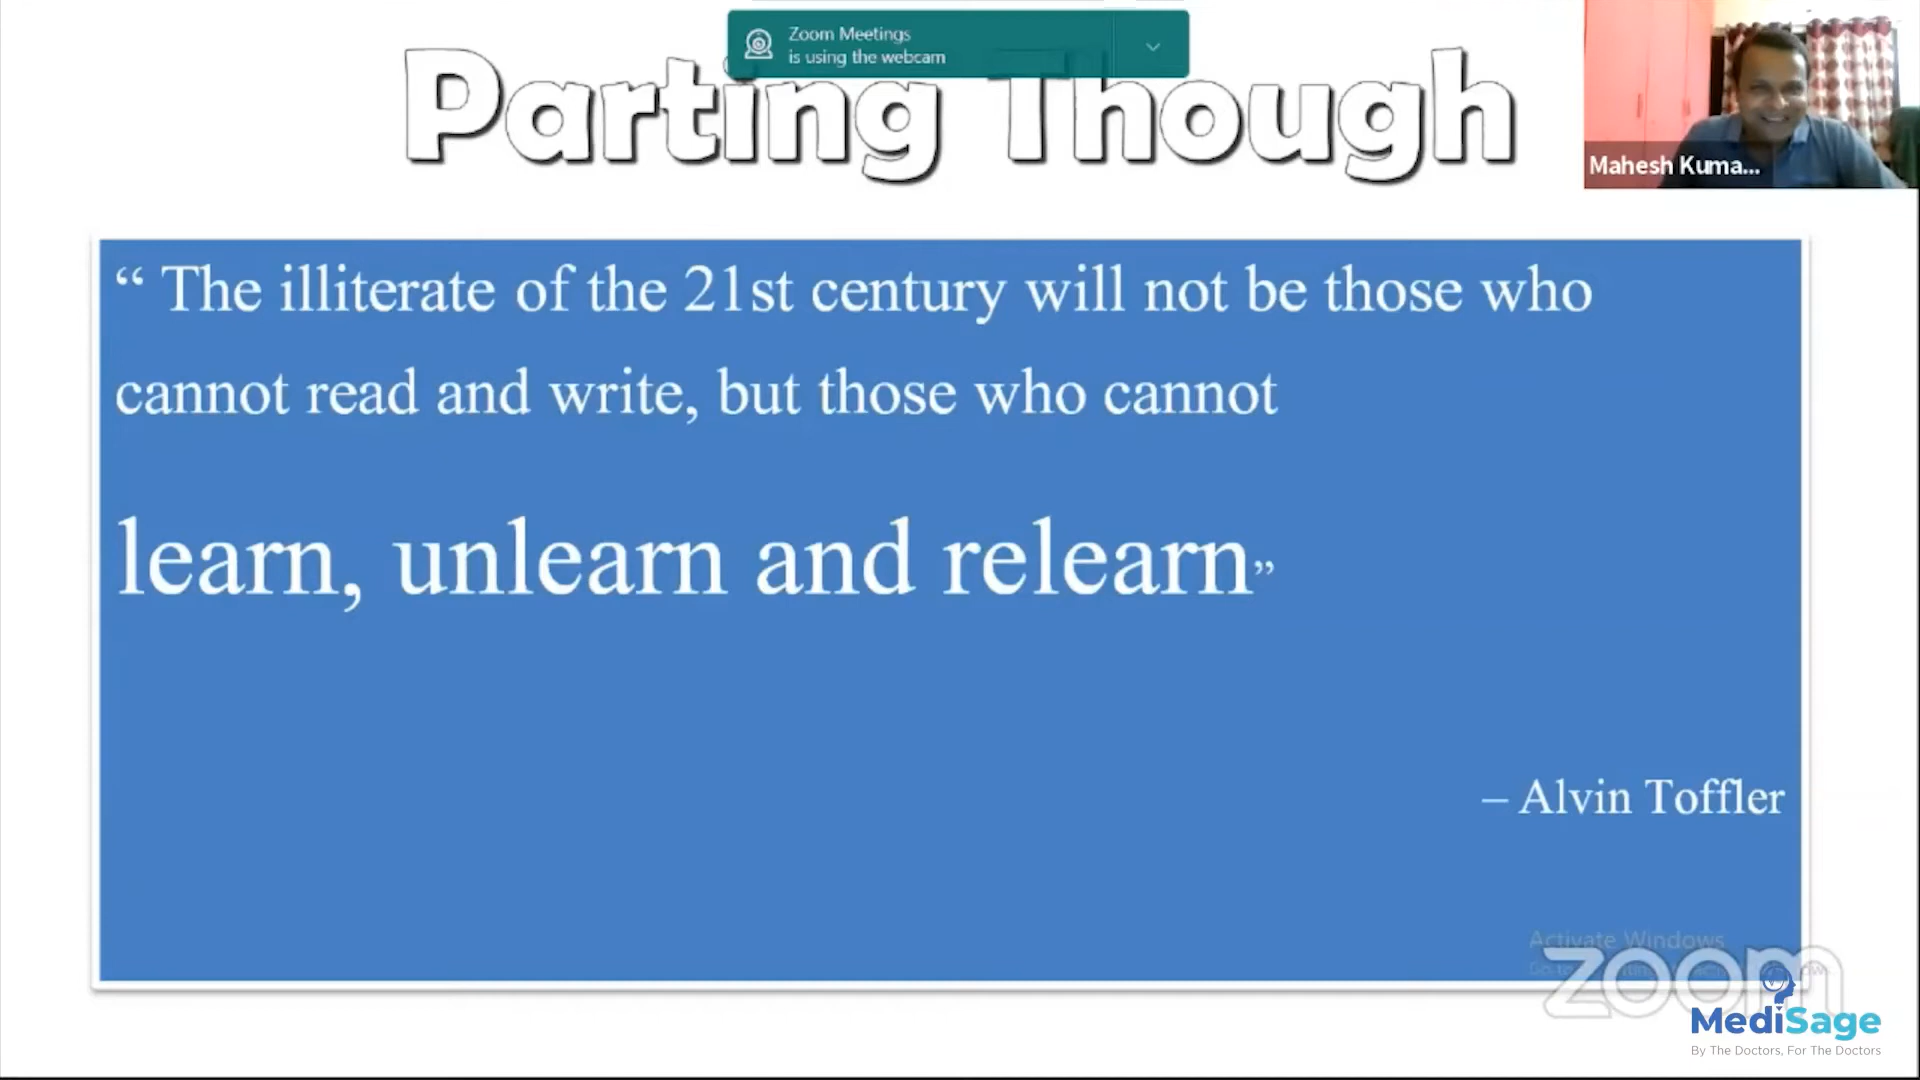 Zoom Meetings
is using the webcam
Parting Though
Mahesh Kuma...
“ The illiterate of the 21st century will not be those who
cannot read and write, but those who cannot
learn, unlearn and relearn”
– Alvin Toffler
Activate Windows
zoom
MediSage
By The Doctors, For The Doctors